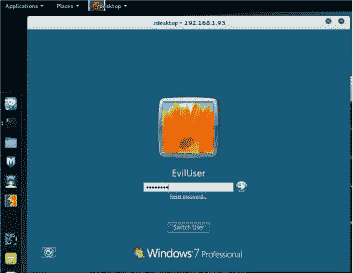 Applications Places rdesktop
rdesktop - 192.168.1.93
EvilUser
Reset password...
Switch User
Windows 7 Professional